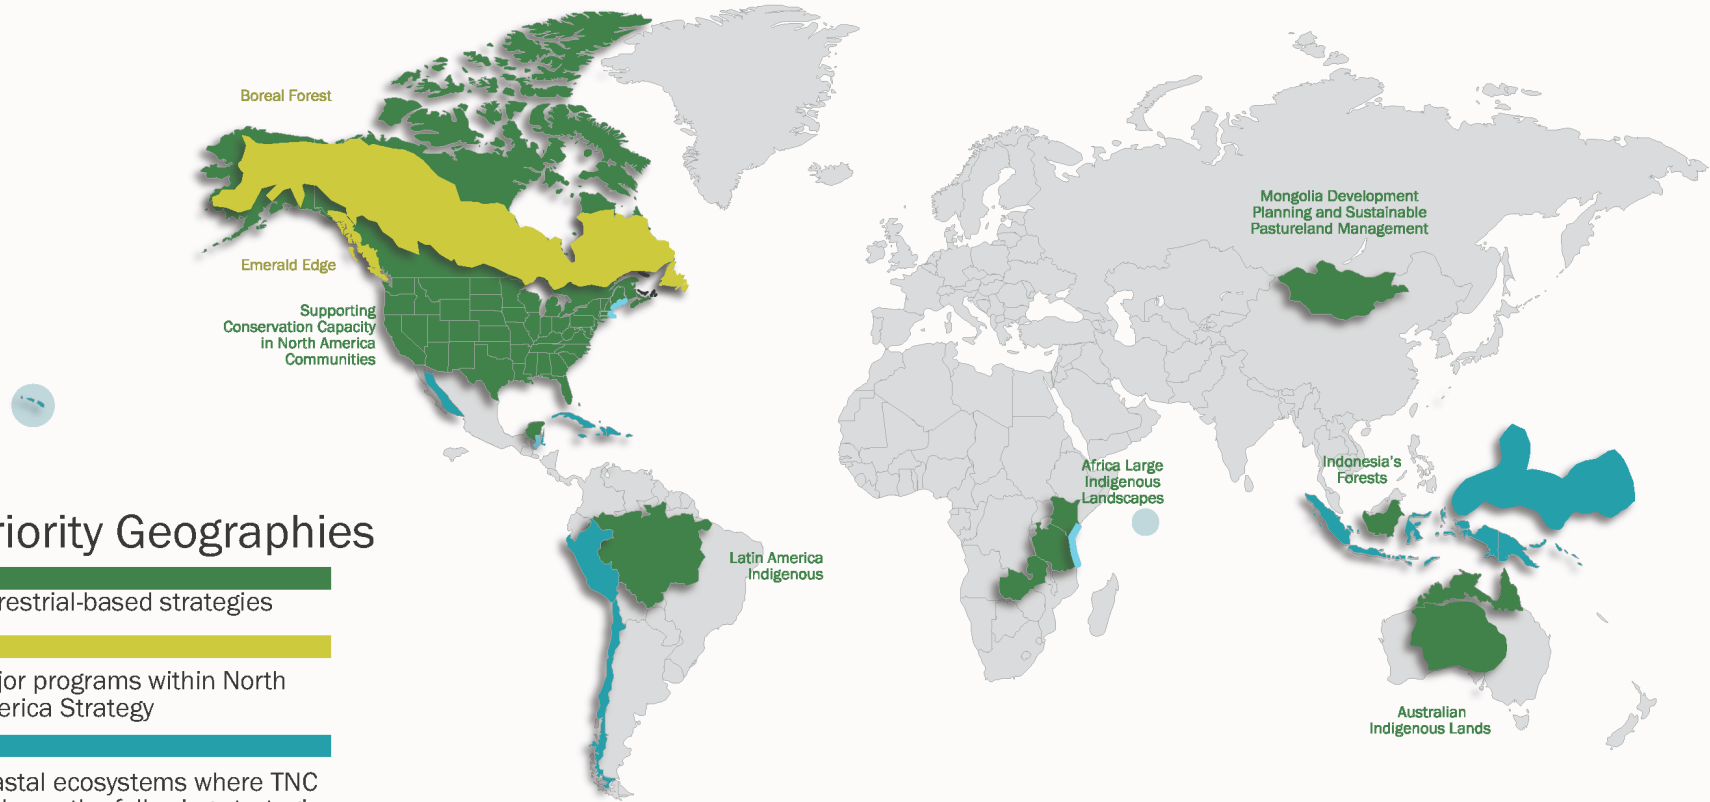 Boreal Forest
Emerald Edge
Supporting
Conservation Capacity
in North America
Communities
Mongolia Development
Planning and Sustainable
Pastureland Management
Africa Large
Indigenous
Landscapes
Indonesia's
Forests
Latin America
Indigenous
Australian
Indigenous Lands
riority Geographies
restrial-based strategies
jor programs within North
erica Strategy
astal ecosystems where TNC